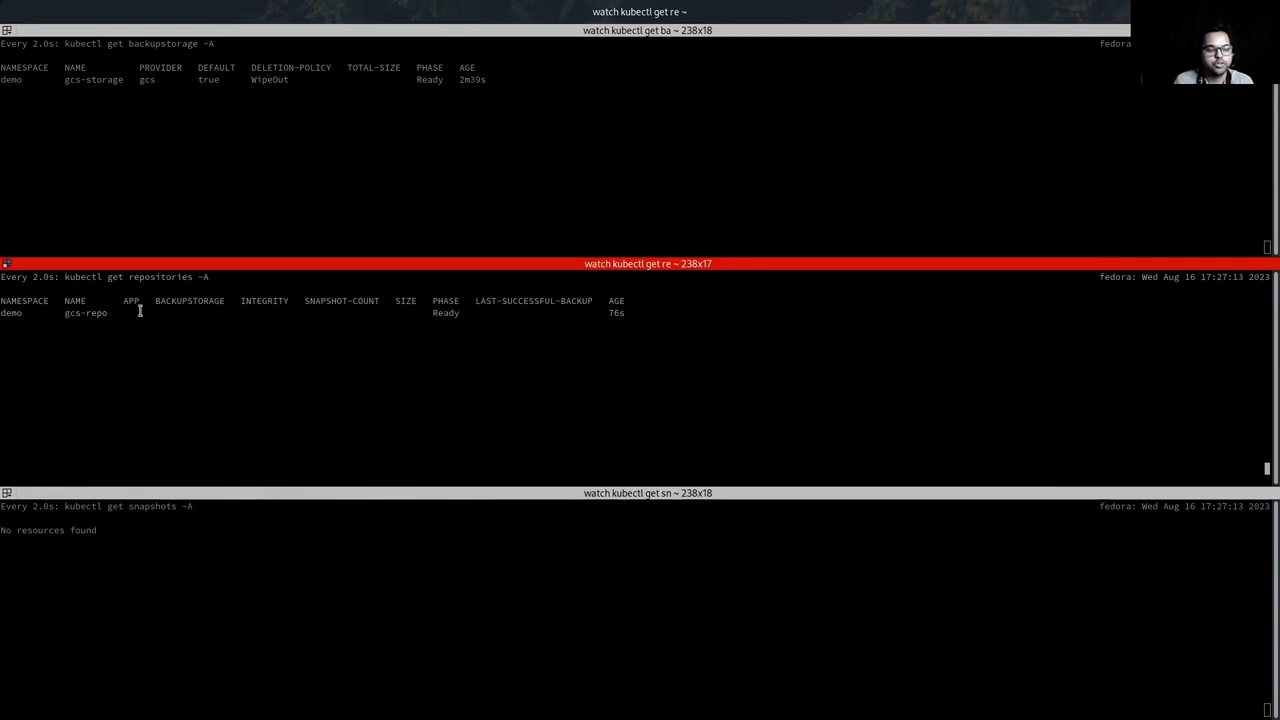 watch kubectl get re ~
watch kubectl get ba ~ 238x18
Every 2.0s: kubectl get backupstorage -A
fedora
NAMESPACE NAME PROVIDER DEFAULT DELETION-POLICY TOTAL-SIZE PHASE AGE
demo gcs-storage gcs true WipeOut Ready 2m39s
watch kubectl get re ~ 238x17
Every 2.0s: kubectl get repositories -A
fedora: Wed Aug 16 17:27:13 2023
NAMESPACE NAME APP BACKUPSTORAGE INTEGRITY SNAPSHOT-COUNT SIZE PHASE LAST-SUCCESSFUL-BACKUP AGE
demo gcs-repo Ready 76s
watch kubectl get sn ~ 238x18
Every 2.0s: kubectl get snapshots -A
fedora: Wed Aug 16 17:27:13 2023
No resources found